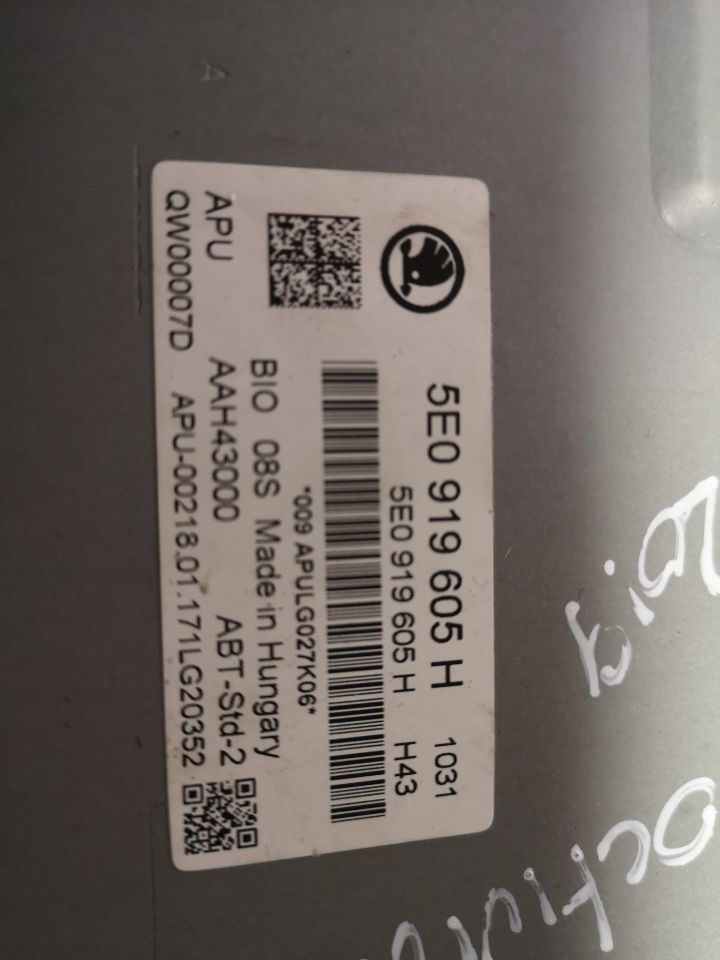 5E0 919 605 H 1031
5E0 919 605 H H43
*009 APULG027K06*
BIO 08S Made in Hungary
APU AAH43000 ABT-Std-2
QW00007D APU-00218.01.171LG20352